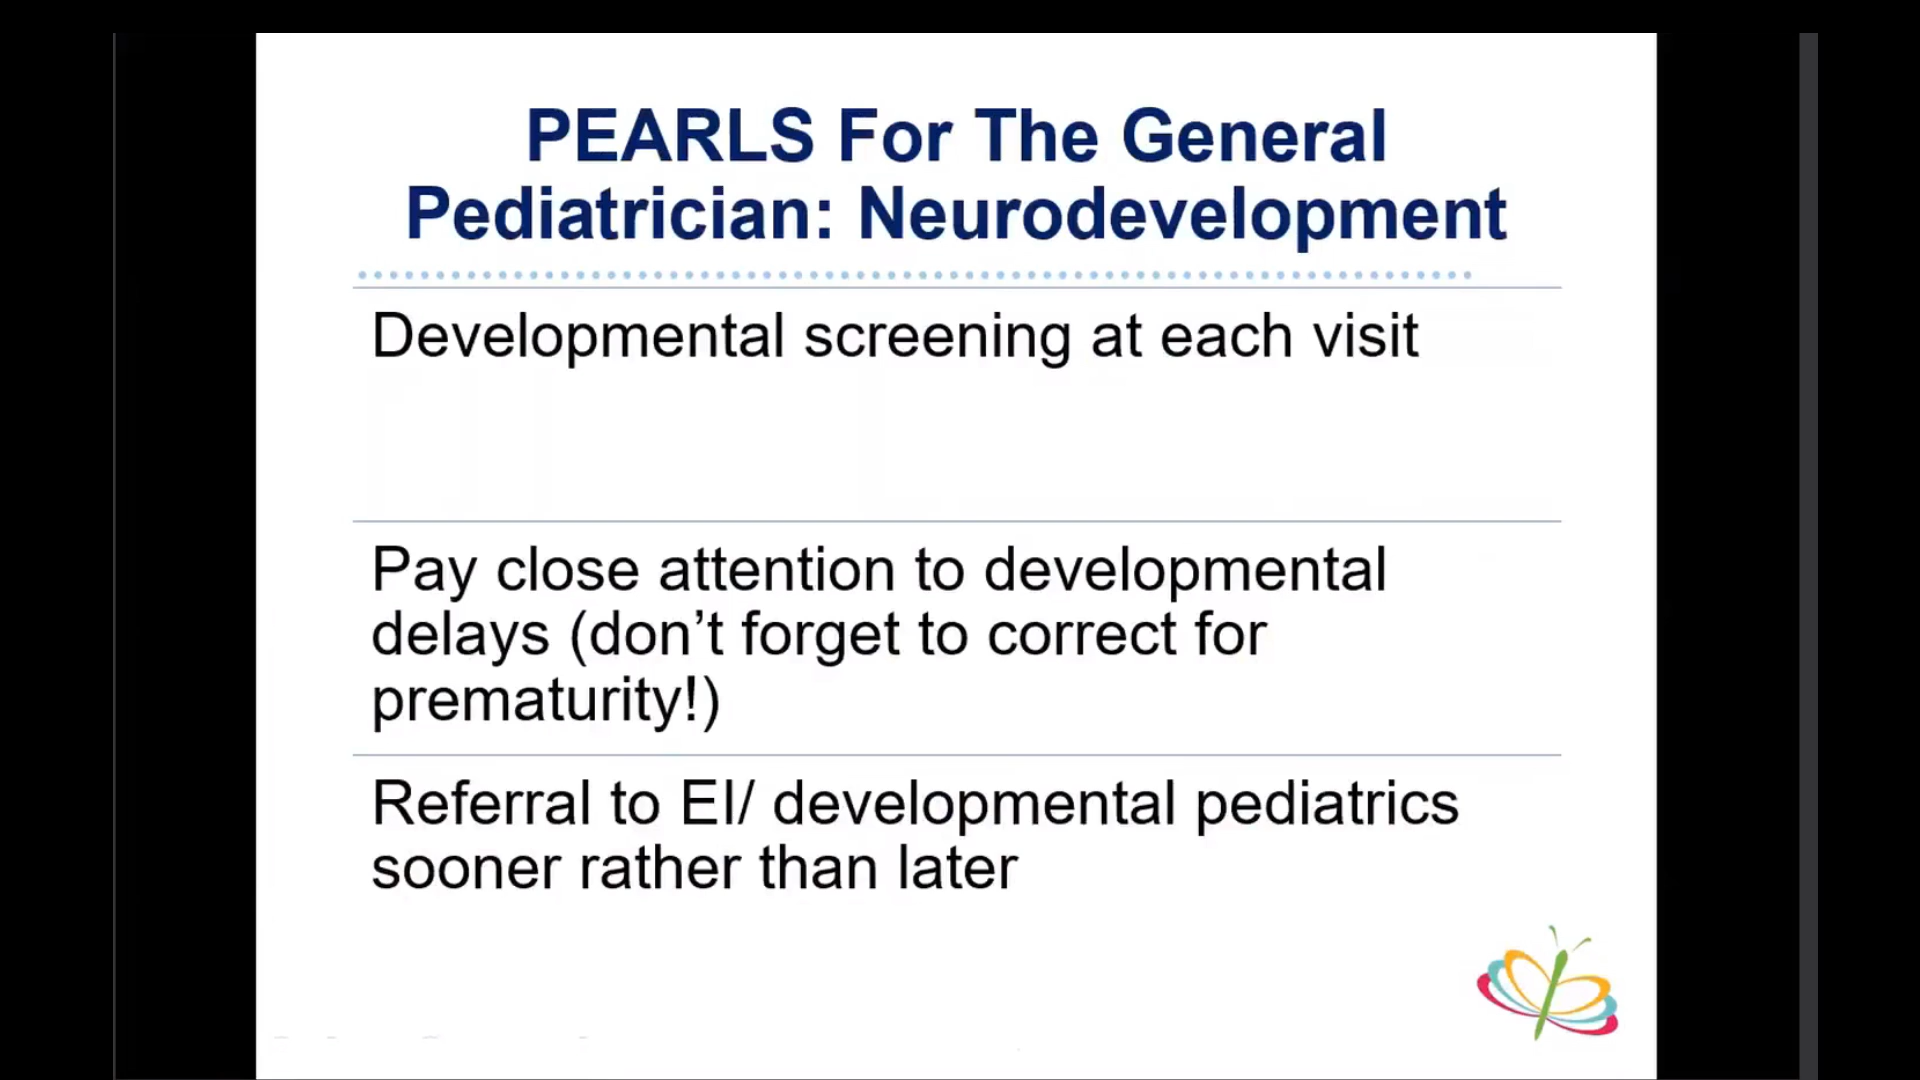 PEARLS For The General
Pediatrician: Neurodevelopment
Developmental screening at each visit
Pay close attention to developmental
delays (don’t forget to correct for
prematurity!)
Referral to EI/ developmental pediatrics
sooner rather than later